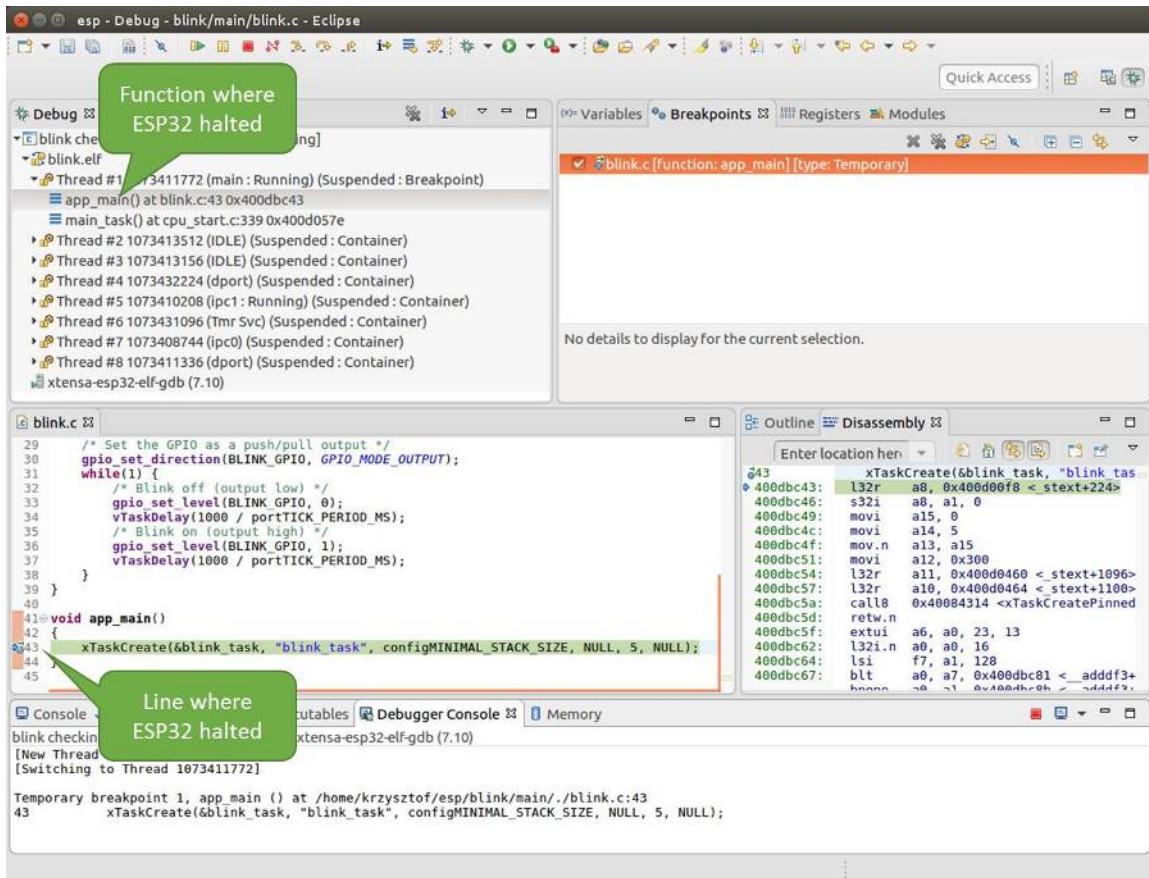 esp - Debug - blink/main/blink.c - Eclipse
Quick Access
Function where
ESP32 halted
Debug
blink che ing]
blink.elf
Thread #1 1073411772 (main : Running) (Suspended : Breakpoint)
app_main() at blink.c:43 0x400dbc43
main_task() at cpu_start.c:339 0x400d057e
Thread #2 1073413512 (IDLE) (Suspended : Container)
Thread #3 1073413156 (IDLE) (Suspended : Container)
Thread #4 1073432224 (dport) (Suspended : Container)
Thread #5 1073410208 (ipc1 : Running) (Suspended : Container)
Thread #6 1073431096 (Tmr Svc) (Suspended : Container)
Thread #7 1073408744 (ipc0) (Suspended : Container)
Thread #8 1073411336 (dport) (Suspended : Container)
xtensa-esp32-elf-gdb (7.10)
(x)= Variables Breakpoints Registers Modules
blink.c [function: app_main] [type: Temporary]
No details to display for the current selection.
blink.c
29 /* Set the GPIO as a push/pull output */
30 gpio_set_direction(BLINK_GPIO, GPIO_MODE_OUTPUT);
31 while(1) {
32 /* Blink off (output low) */
33 gpio_set_level(BLINK_GPIO, 0);
34 vTaskDelay(1000 / portTICK_PERIOD_MS);
35 /* Blink on (output high) */
36 gpio_set_level(BLINK_GPIO, 1);
37 vTaskDelay(1000 / portTICK_PERIOD_MS);
38 }
39 }
40
41 void app_main()
42 {
43 xTaskCreate(&blink_task, "blink_task", configMINIMAL_STACK_SIZE, NULL, 5, NULL);
44
45
Line where
ESP32 halted
Outline Disassembly
Enter location her
43 xTaskCreate(&blink_task, "blink_tas
400dbc43: l32r a8, 0x400d00f8 <_stext+224>
400dbc46: s32i a8, a1, 0
400dbc49: movi a15, 0
400dbc4c: movi a14, 5
400dbc4f: mov.n a13, a15
400dbc51: movi a12, 0x300
400dbc54: l32r a11, 0x400d0460 <_stext+1096>
400dbc57: l32r a10, 0x400d0464 <_stext+1100>
400dbc5a: call8 0x40084314 <xTaskCreatePinned
400dbc5d: retw.n
400dbc5f: extui a6, a0, 23, 13
400dbc62: l32i.n a0, a0, 16
400dbc64: lsi f7, a1, 128
400dbc67: blt a0, a7, 0x400dbc81 <__adddf3+
Console cutables Debugger Console Memory
blink checkin xtensa-esp32-elf-gdb (7.10)
[New Thread
[Switching to Thread 1073411772]
Temporary breakpoint 1, app_main () at /home/krzysztof/esp/blink/main/./blink.c:43
43 xTaskCreate(&blink_task, "blink_task", configMINIMAL_STACK_SIZE, NULL, 5, NULL);